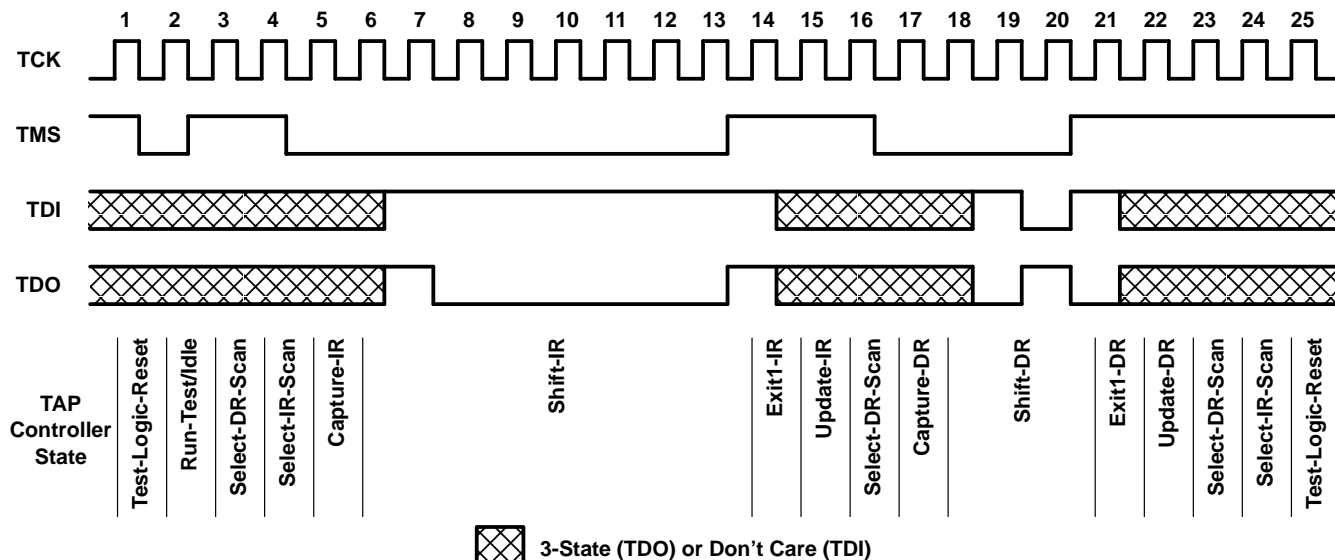 1 2 3 4 5 6 7 8 9 10 11 12 13 14 15 16 17 18 19 20 21 22 23 24 25
TCK
TMS
TDI
TDO
TAP
Controller
State
Test-Logic-Reset
Run-Test/Idle
Select-DR-Scan
Select-IR-Scan
Capture-IR
Shift-IR
Exit1-IR
Update-IR
Select-DR-Scan
Capture-DR
Shift-DR
Exit1-DR
Update-DR
Select-DR-Scan
Select-IR-Scan
Test-Logic-Reset
3-State (TDO) or Don’t Care (TDI)